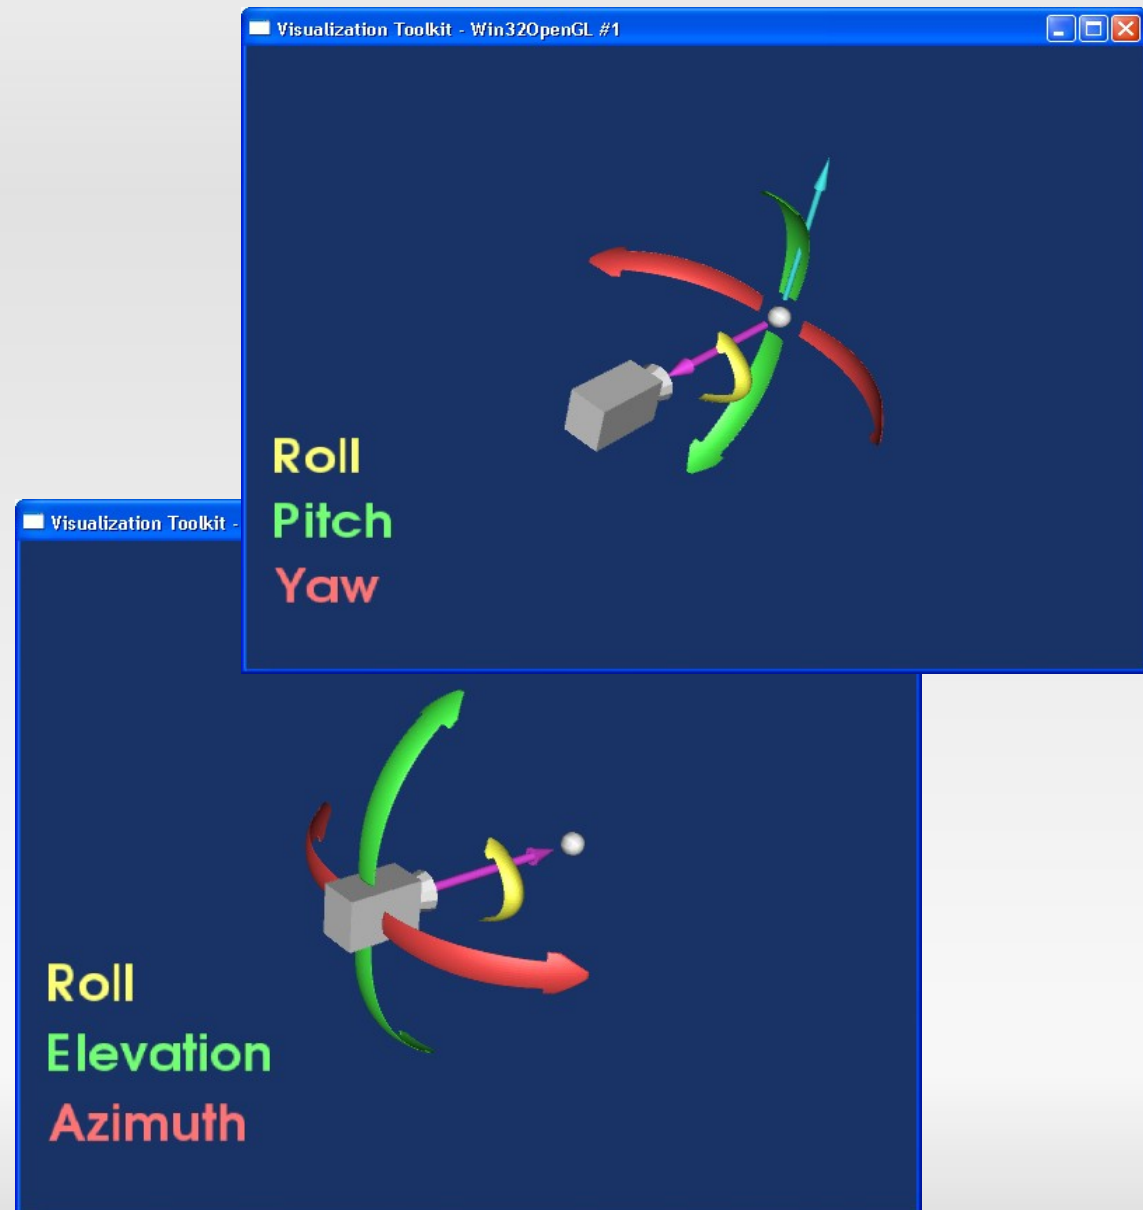 Visualization Toolkit - Win32OpenGL #1
Roll
Pitch
Yaw
Visualization Toolkit -
Roll
Elevation
Azimuth